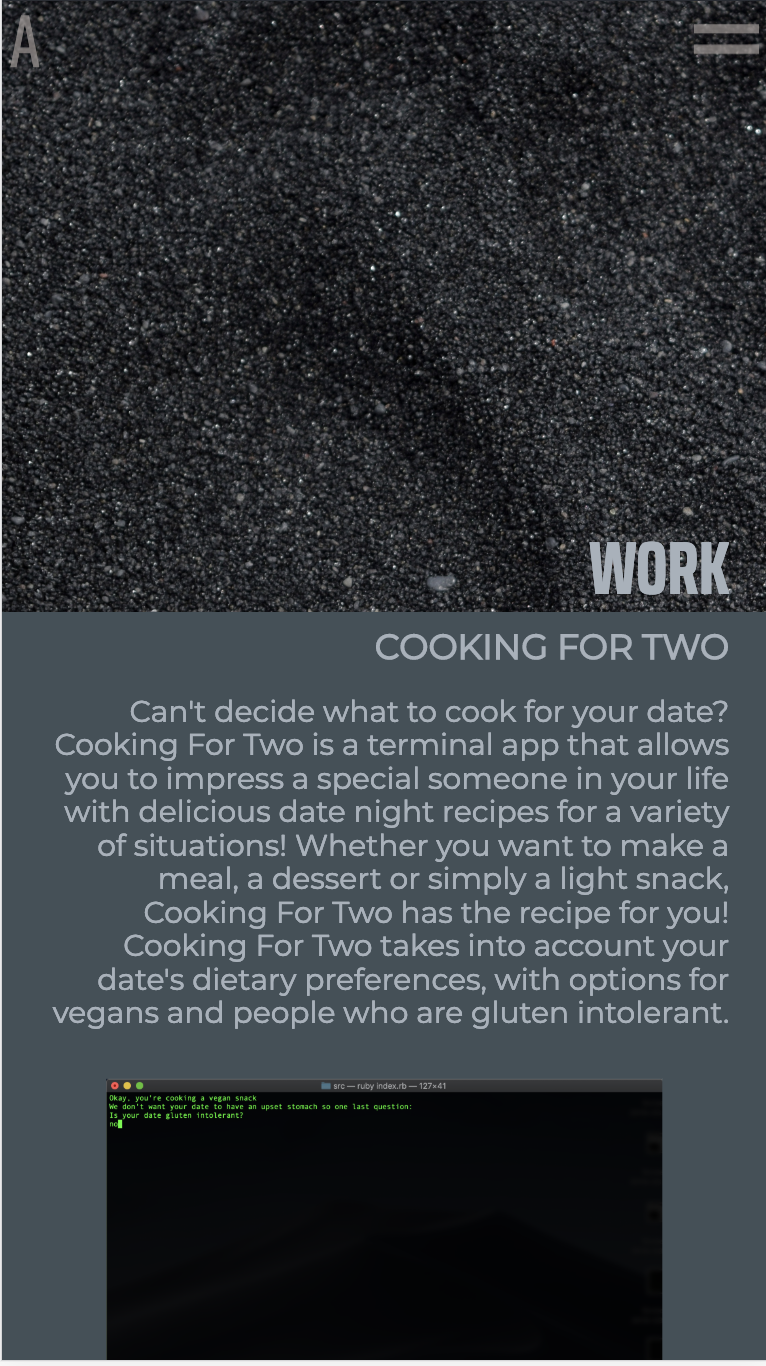 A
WORK
COOKING FOR TWO
Can't decide what to cook for your date?
Cooking For Two is a terminal app that allows
you to impress a special someone in your life
with delicious date night recipes for a variety
of situations! Whether you want to make a
meal, a dessert or simply a light snack,
Cooking For Two has the recipe for you!
Cooking For Two takes into account your
date's dietary preferences, with options for
vegans and people who are gluten intolerant.
src — ruby index.rb — 127×41
Okay, you're cooking a vegan snack
We don't want your date to have an upset stomach so one last question:
Is your date gluten intolerant?
no